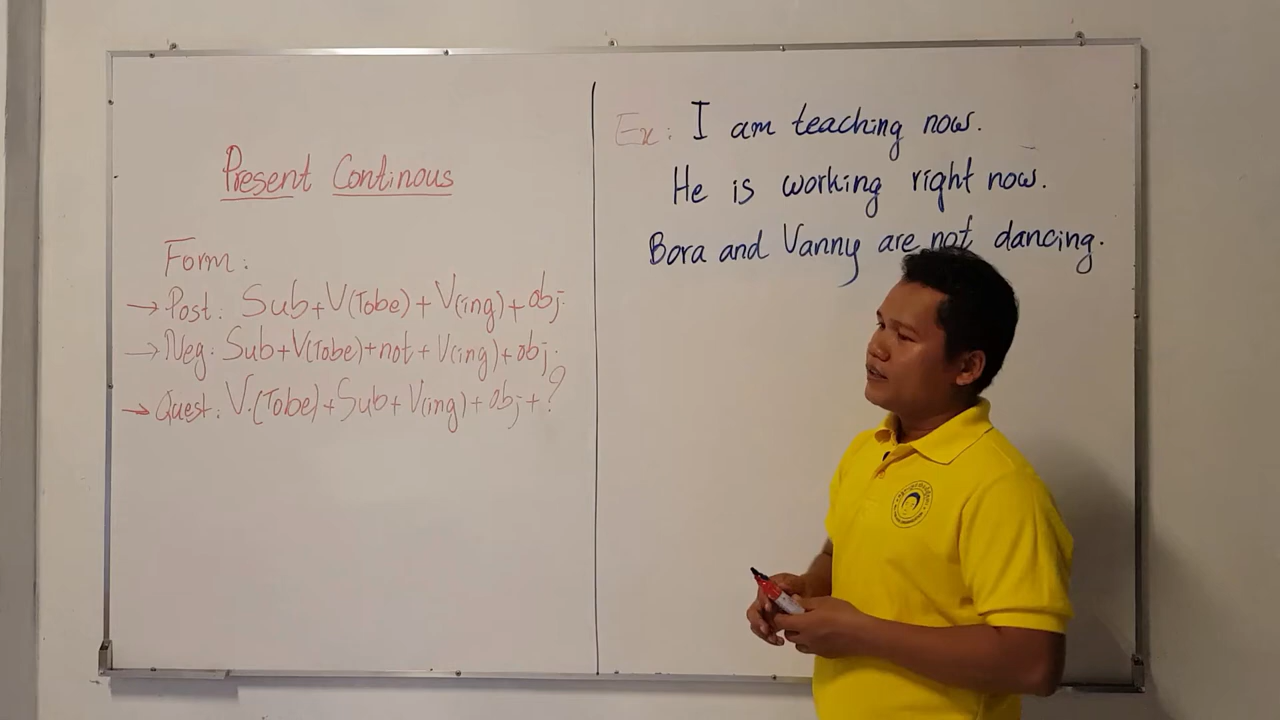 Present Continous
Form:
→ Post: Sub+V(Tobe)+V(ing)+obj.
→ Neg: Sub+V(Tobe)+not+V(ing)+obj.
→ Quest: V.(Tobe)+Sub+V(ing)+obj+?
Ex: I am teaching now.
He is working right now.
Bora and Vanny are not dancing.